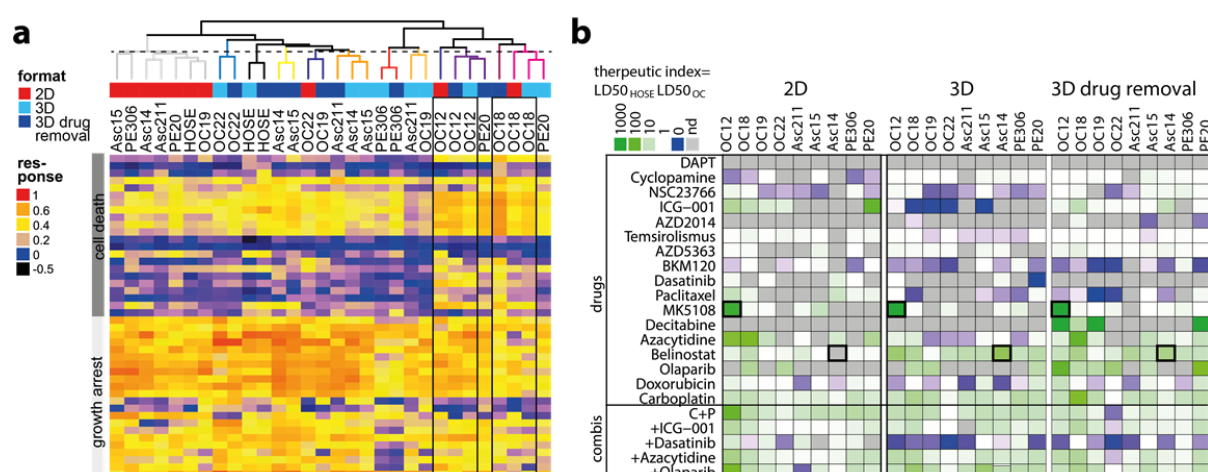 a
format
2D
3D
3D drug
removal
res-
ponse
1
0.6
0.4
0.2
0
-0.5
Asc15
PE306
Asc14
Asc211
PE20
HOSE
OC19
OC22
OC22
HOSE
HOSE
Asc14
Asc15
OC22
OC19
Asc211
Asc14
Asc15
PE306
PE306
Asc211
OC19
OC12
OC12
OC12
PE20
OC18
OC18
OC18
PE20
cell death
growth arrest
b
therpeutic index=
LD50 HOSE LD50 OC
1000
100
10
1
0
nd
2D
3D
3D drug removal
OC12
OC18
OC19
OC22
Asc211
Asc15
Asc14
PE306
PE20
OC12
OC18
OC19
OC22
Asc211
Asc15
Asc14
PE306
PE20
OC12
OC18
OC19
OC22
Asc211
Asc15
Asc14
PE306
PE20
drugs
DAPT
Cyclopamine
NSC23766
ICG-001
AZD2014
Temsirolismus
AZD5363
BKM120
Dasatinib
Paclitaxel
MK5108
Decitabine
Azacytidine
Belinostat
Olaparib
Doxorubicin
Carboplatin
combis
C+P
+ICG-001
+Dasatinib
+Azacytidine
+Olaparib